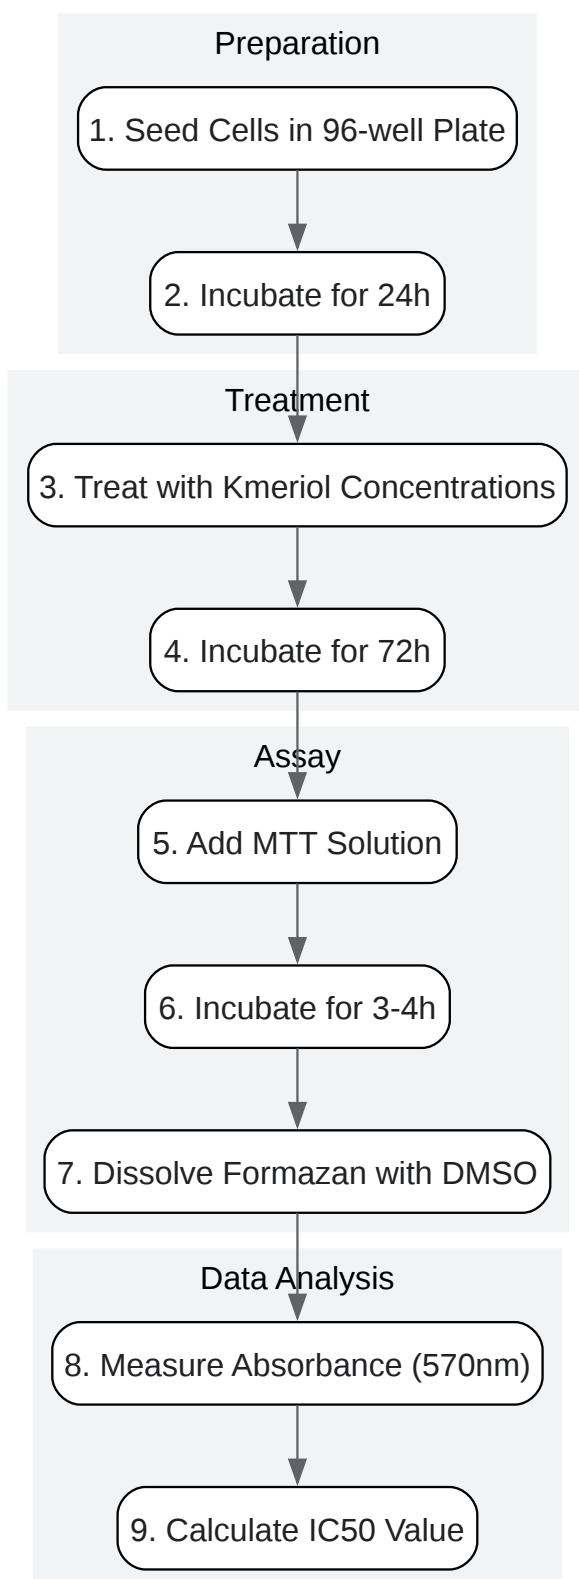 Preparation
1. Seed Cells in 96-well Plate
2. Incubate for 24h
Treatment
3. Treat with Kmeriol Concentrations
4. Incubate for 72h
Assay
5. Add MTT Solution
6. Incubate for 3-4h
7. Dissolve Formazan with DMSO
Data Analysis
8. Measure Absorbance (570nm)
9. Calculate IC50 Value